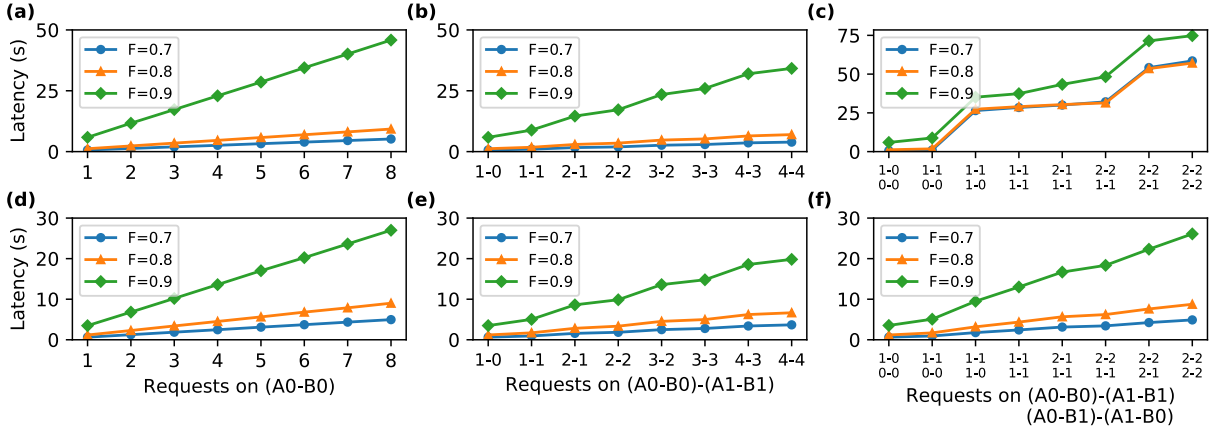 (a)
(b)
(c)
Latency (s)
50
25
0
F=0.7
F=0.8
F=0.9
1 2 3 4 5 6 7 8
50
25
0
F=0.7
F=0.8
F=0.9
1-0 1-1 2-1 2-2 3-2 3-3 4-3 4-4
75
50
25
0
F=0.7
F=0.8
F=0.9
1-0 1-1 1-1 1-1 2-1 2-2 2-2 2-2
0-0 0-0 1-0 1-1 1-1 1-1 2-1 2-2
(d)
(e)
(f)
Latency (s)
30
20
10
0
F=0.7
F=0.8
F=0.9
1 2 3 4 5 6 7 8
Requests on (A0-B0)
30
20
10
0
F=0.7
F=0.8
F=0.9
1-0 1-1 2-1 2-2 3-2 3-3 4-3 4-4
Requests on (A0-B0)-(A1-B1)
30
20
10
0
F=0.7
F=0.8
F=0.9
1-0 1-1 1-1 1-1 2-1 2-2 2-2 2-2
0-0 0-0 1-0 1-1 1-1 1-1 2-1 2-2
Requests on (A0-B0)-(A1-B1)
(A0-B1)-(A1-B0)